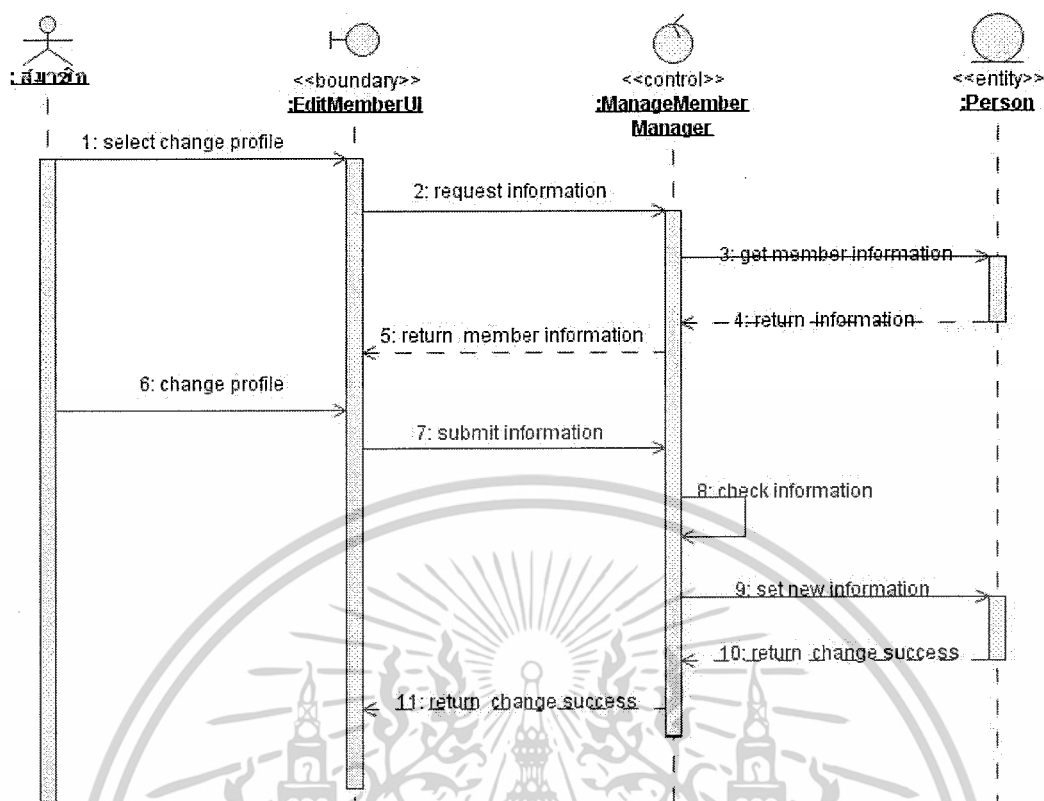 : สมาชิก
<<boundary>>
:EditMemberUI
<<control>>
:ManageMember
Manager
<<entity>>
:Person
1: select change profile
2: request information
3: get member information
4: return information
5: return member information
6: change profile
7: submit information
8: check information
9: set new information
10: return change success
11: return change success